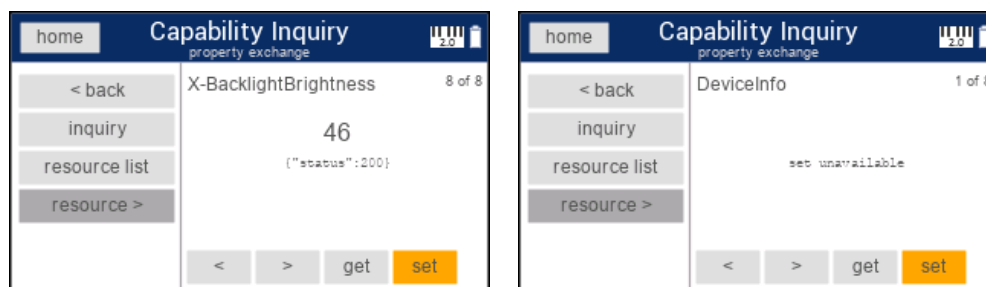 home
Capability Inquiry
property exchange
2.0
< back
inquiry
resource list
resource >
X-BacklightBrightness
8 of 8
46
{"status":200}
<
>
get
set
home
Capability Inquiry
property exchange
2.0
< back
inquiry
resource list
resource >
DeviceInfo
1 of 8
set unavailable
<
>
get
set